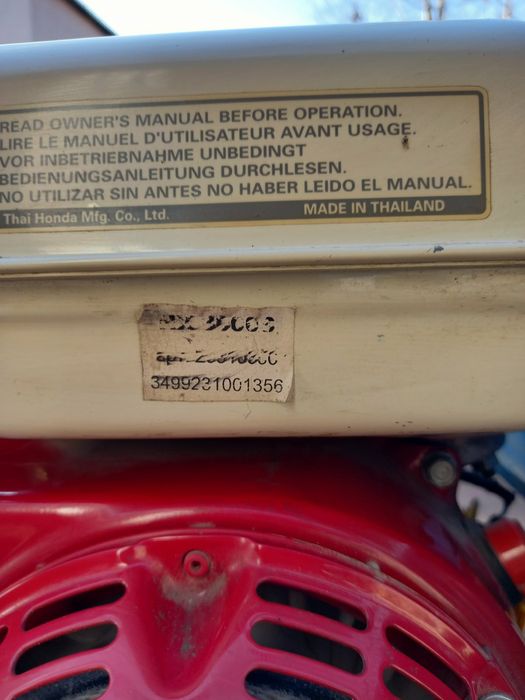 READ OWNER'S MANUAL BEFORE OPERATION.
LIRE LE MANUEL D'UTILISATEUR AVANT USAGE.
VOR INBETRIEBNAHME UNBEDINGT
BEDIENUNGSANLEITUNG DURCHLESEN.
NO UTILIZAR SIN ANTES NO HABER LEIDO EL MANUAL.
Thai Honda Mfg. Co., Ltd. MADE IN THAILAND
3499231001356